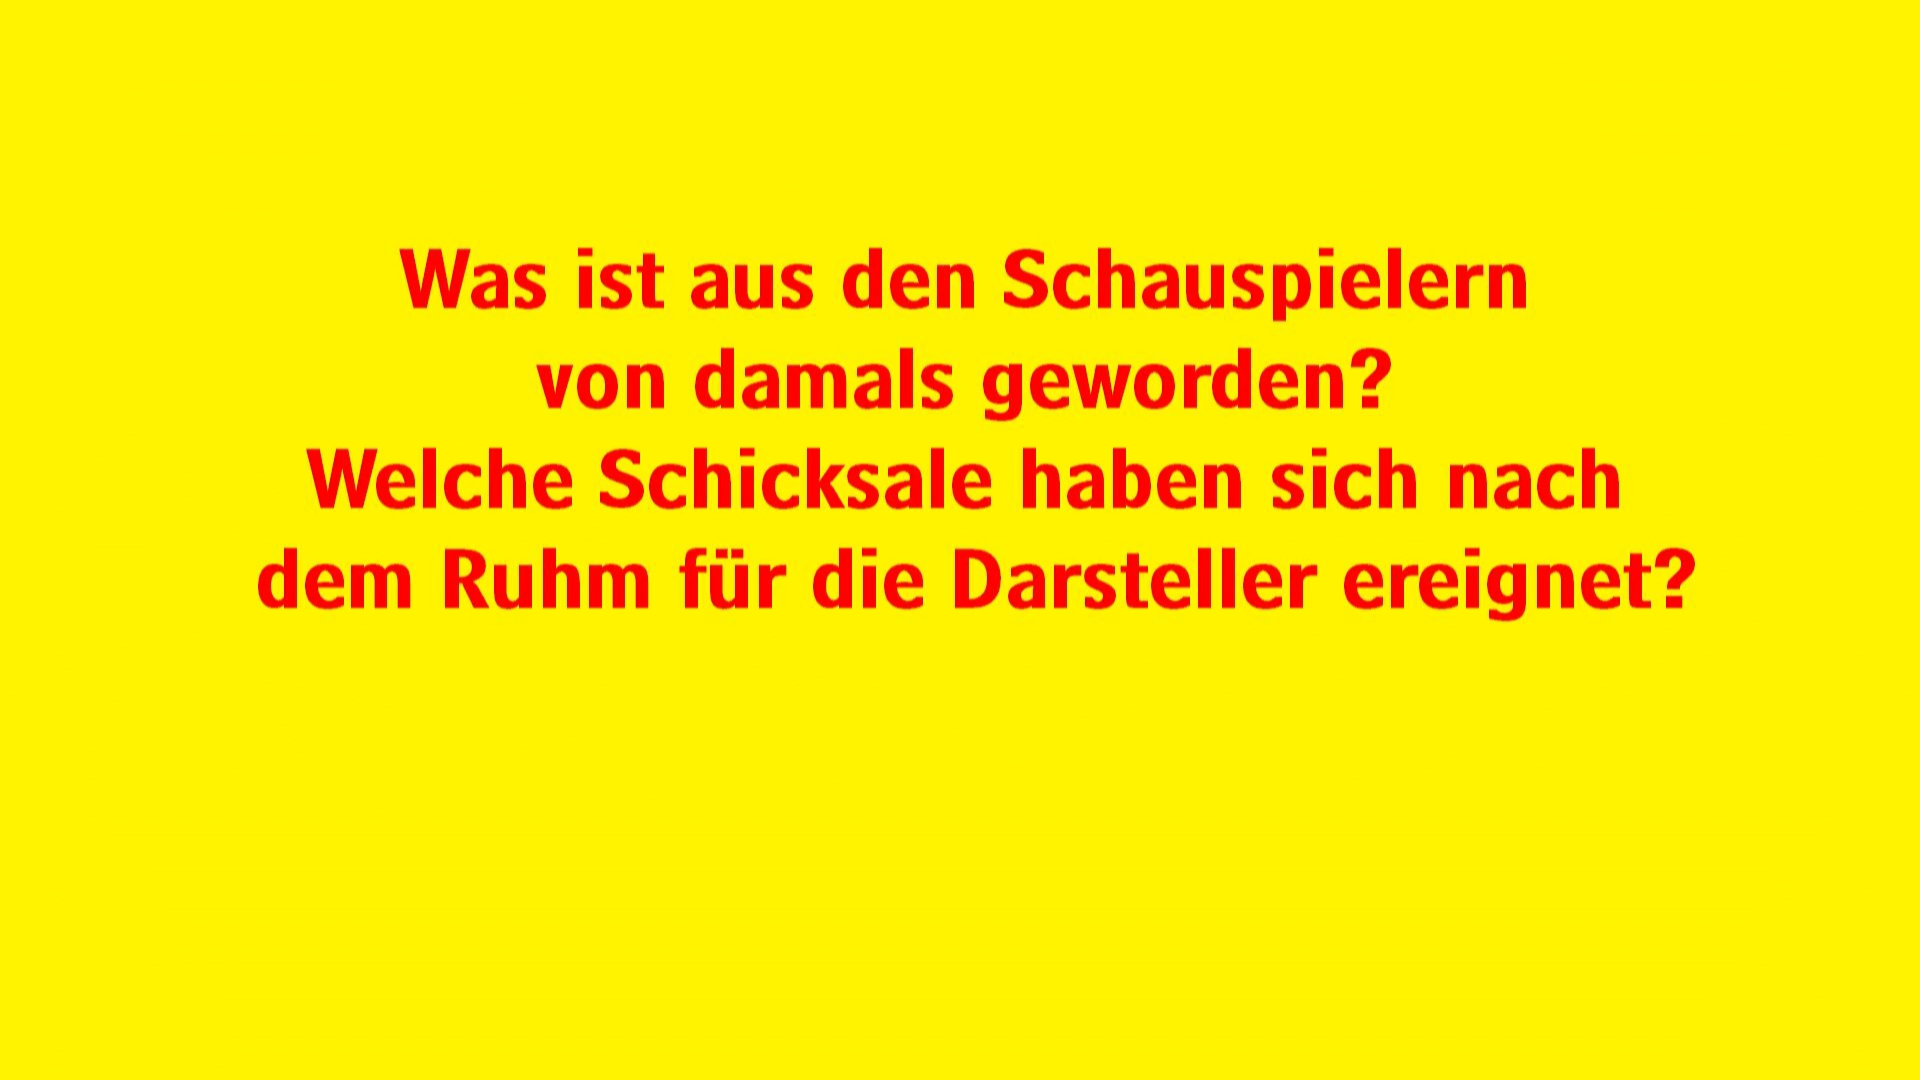 Was ist aus den Schauspielern
von damals geworden?
Welche Schicksale haben sich nach
dem Ruhm für die Darsteller ereignet?